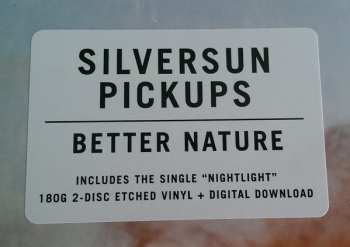 SILVERSUN
PICKUPS
BETTER NATURE
INCLUDES THE SINGLE “NIGHTLIGHT”
180G 2-DISC ETCHED VINYL + DIGITAL DOWNLOAD